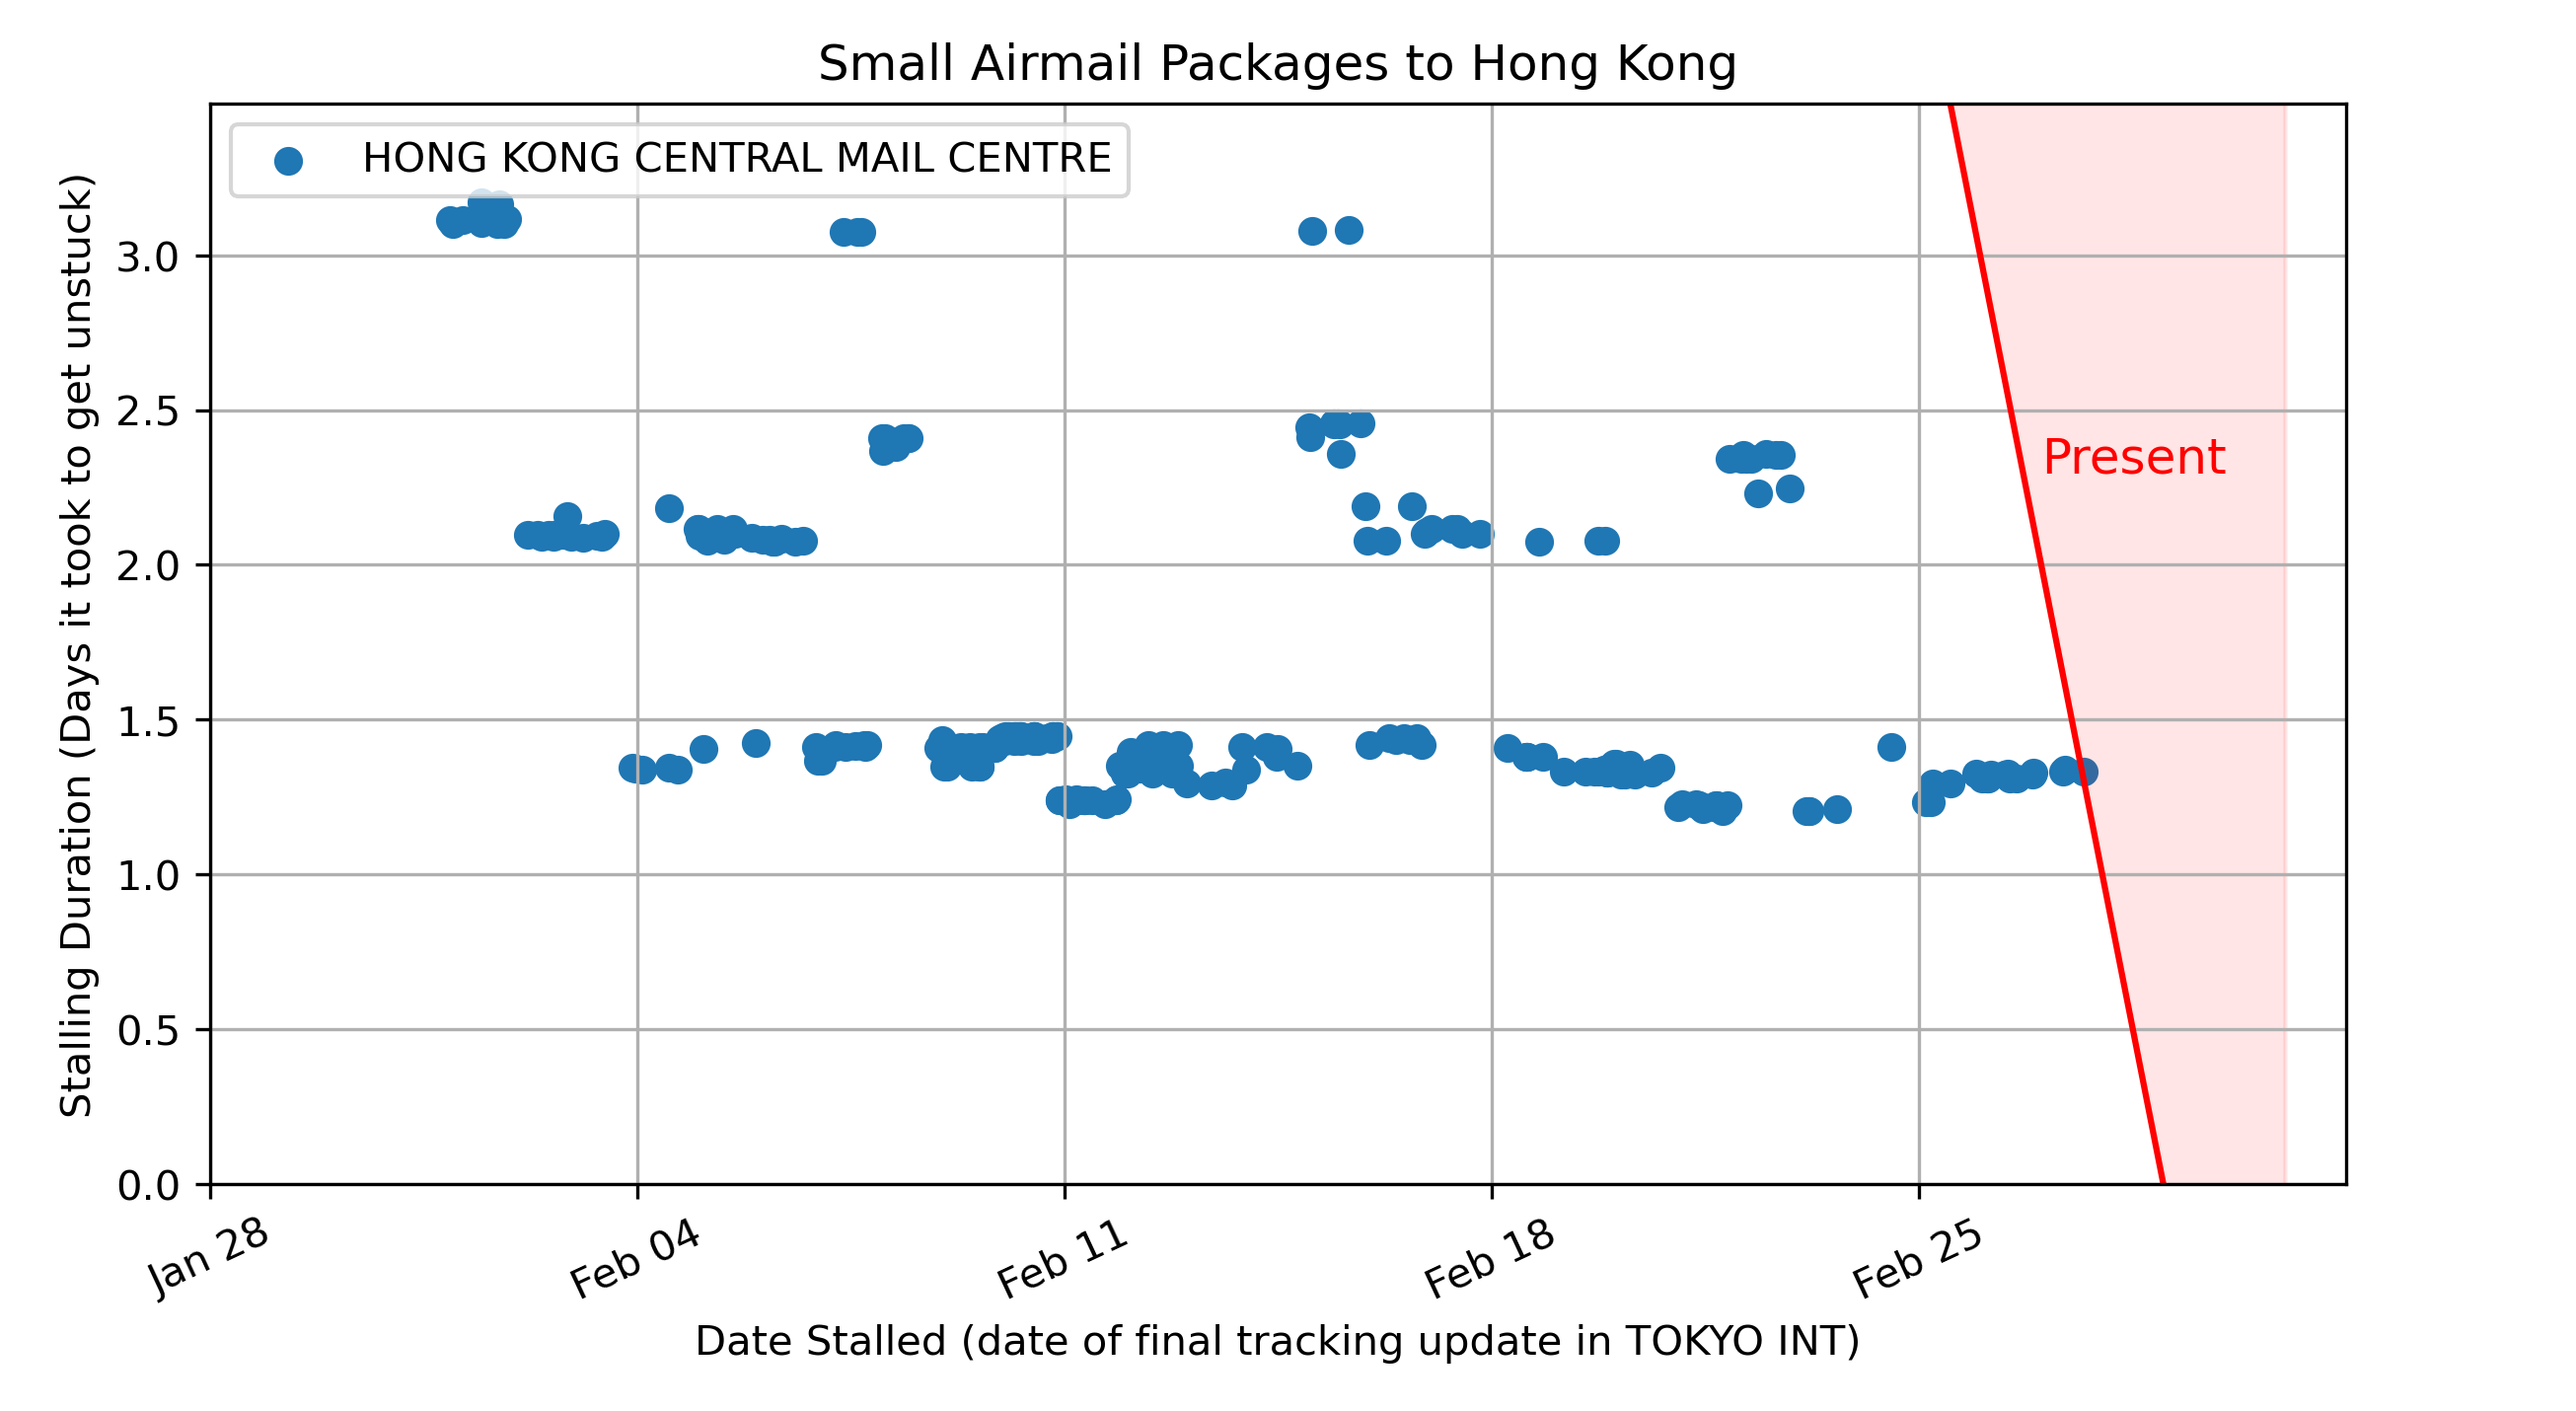 Small Airmail Packages to Hong Kong
HONG KONG CENTRAL MAIL CENTRE
Stalling Duration (Days it took to get unstuck)
3.0
2.5
2.0
1.5
1.0
0.5
0.0
Present
Jan 28
Feb 04
Feb 11
Feb 18
Feb 25
Date Stalled (date of final tracking update in TOKYO INT)